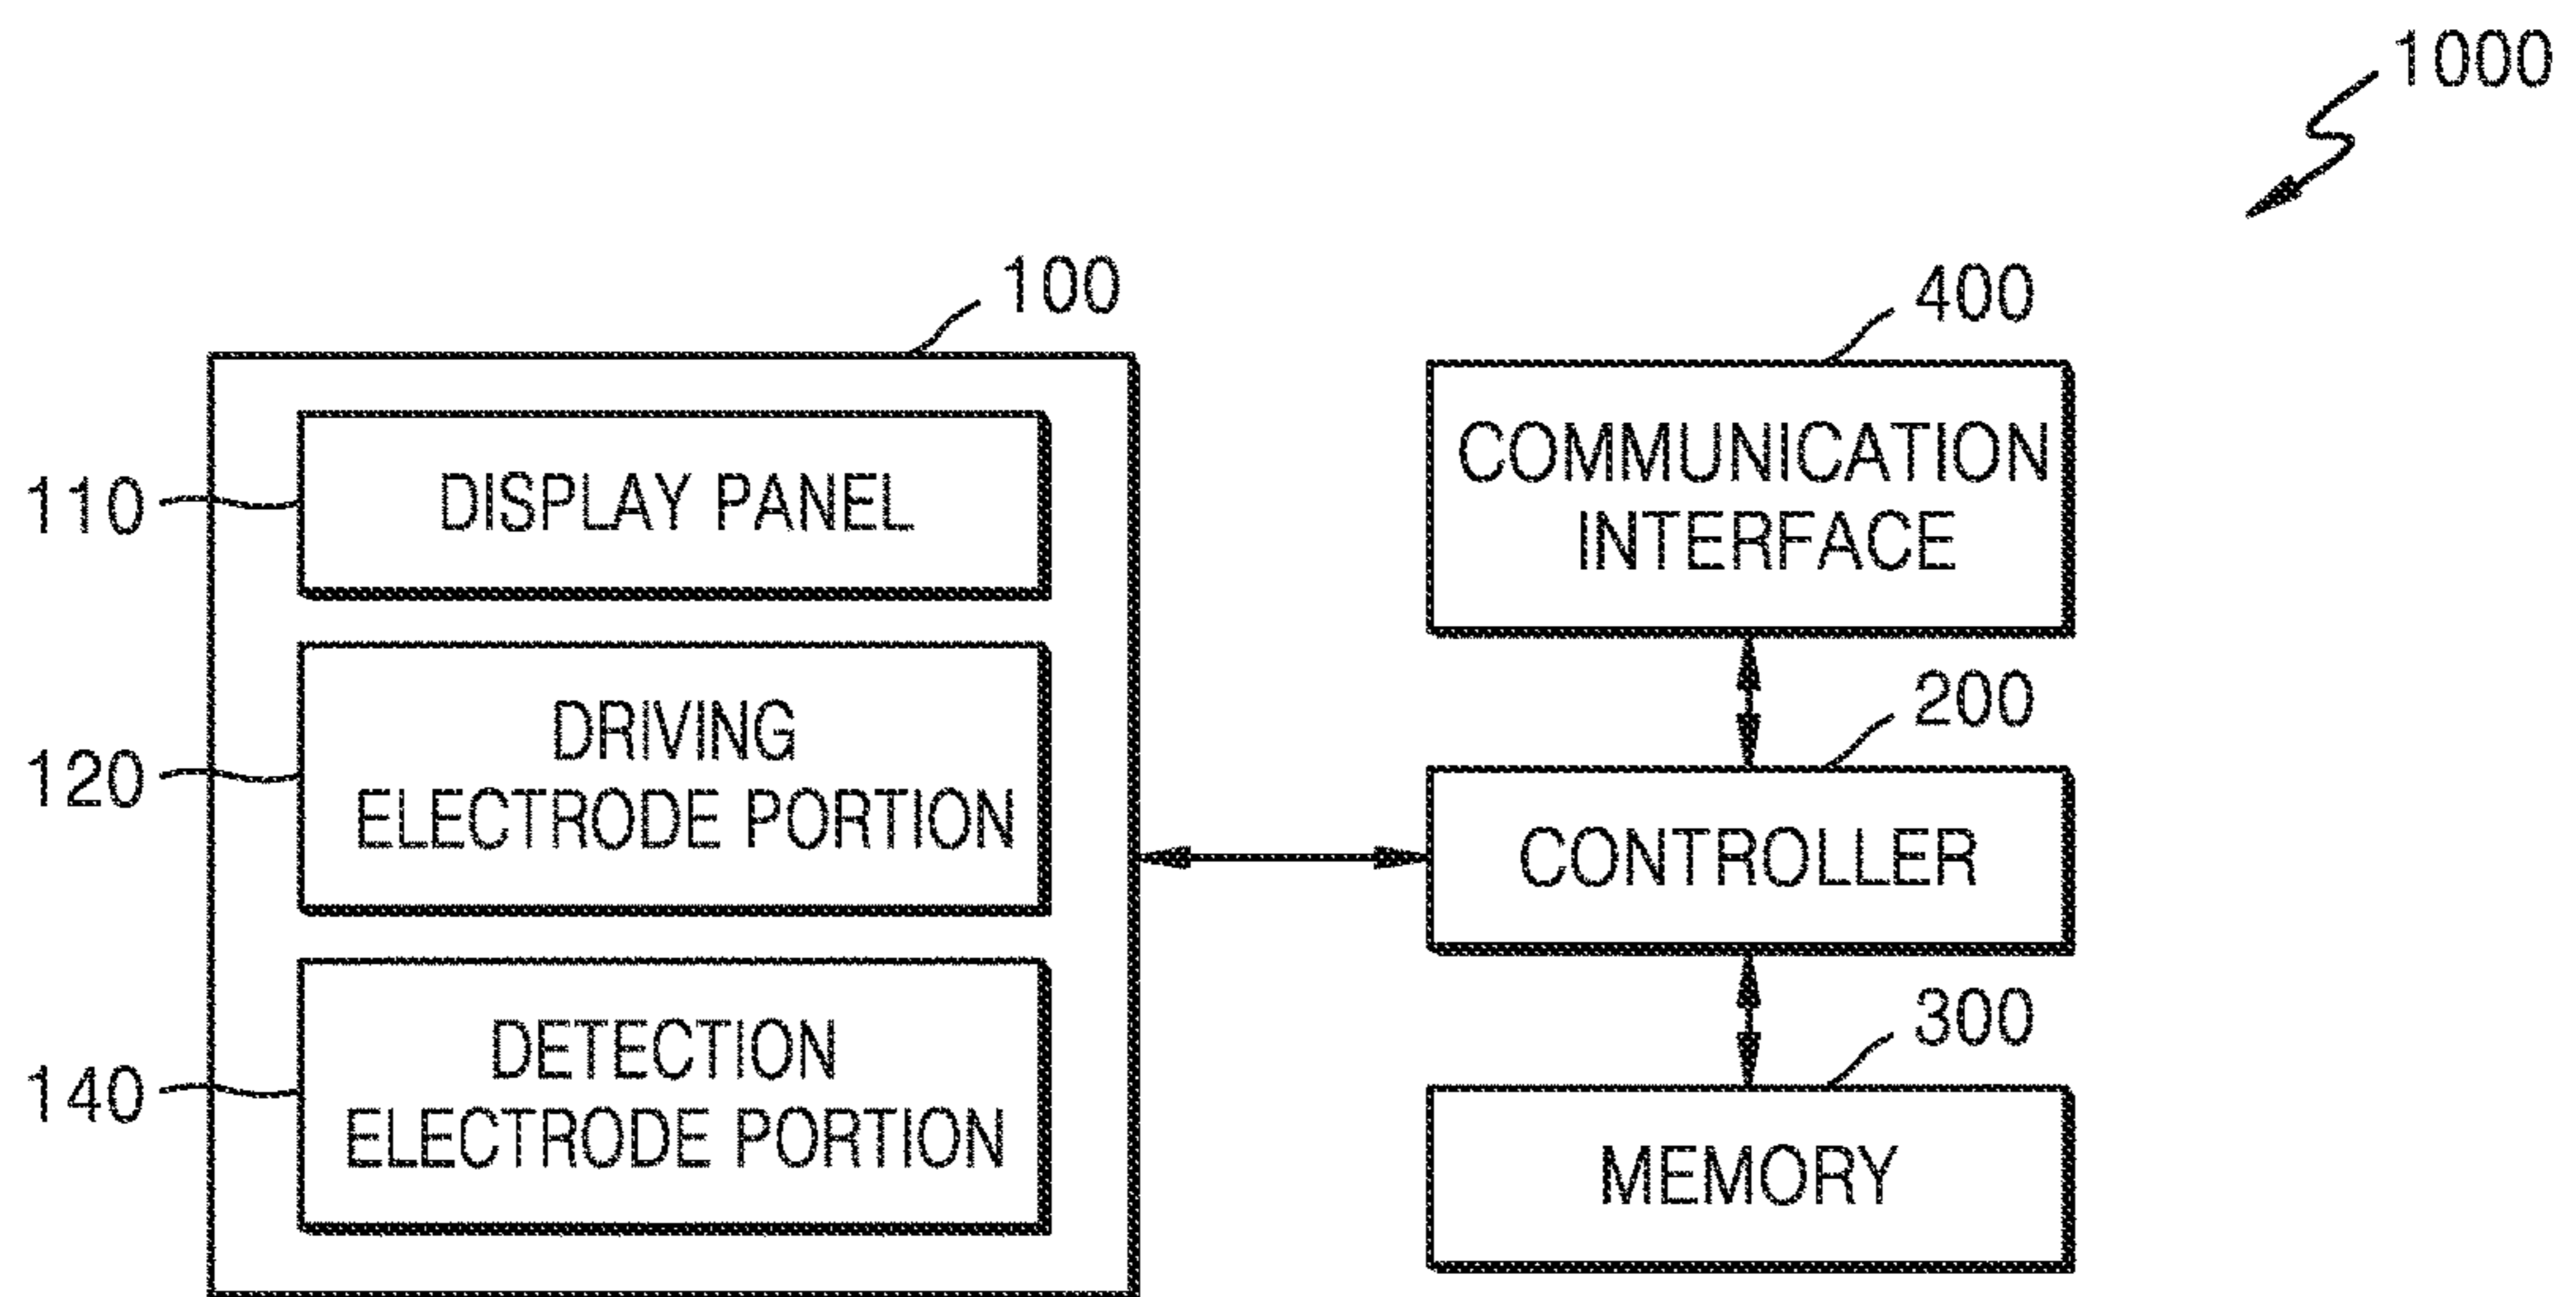 1000
100
110
DISPLAY PANEL
120
DRIVING
ELECTRODE PORTION
140
DETECTION
ELECTRODE PORTION
400
COMMUNICATION
INTERFACE
200
CONTROLLER
300
MEMORY